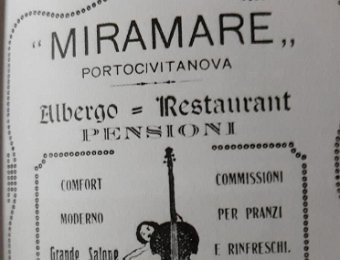 "MIRAMARE„
PORTOCIVITANOVA
Albergo = Restaurant
PENSIONI
COMFORT
MODERNO
Grande Salone
COMMISSIONI
PER PRANZI
E RINFRESCHI.